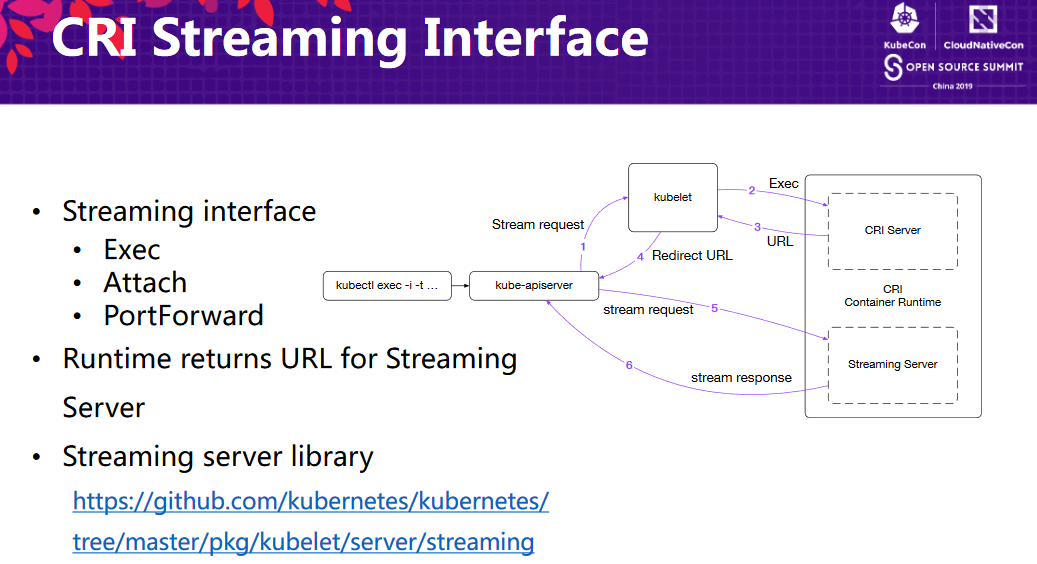 CRI Streaming Interface
KubeCon
CloudNativeCon
OPEN SOURCE SUMMIT
China 2019
• Streaming interface
• Exec
• Attach
• PortForward
• Runtime returns URL for Streaming
Server
• Streaming server library
https://github.com/kubernetes/kubernetes/
tree/master/pkg/kubelet/server/streaming
kubectl exec -i -t ...
kube-apiserver
Stream request
1
kubelet
2
Exec
3
URL
4
Redirect URL
CRI Server
CRI
Container Runtime
stream request
5
Streaming Server
6
stream response